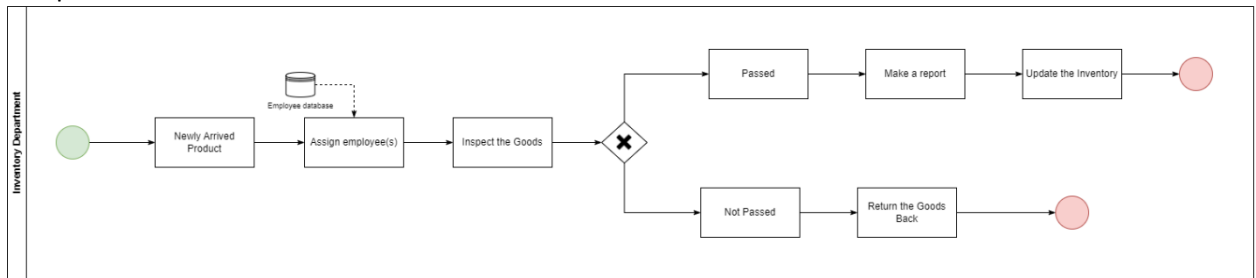 Inventory Department
Newly Arrived
Product
Employee database
Assign employee(s)
Inspect the Goods
Passed
Make a report
Update the Inventory
Not Passed
Return the Goods
Back